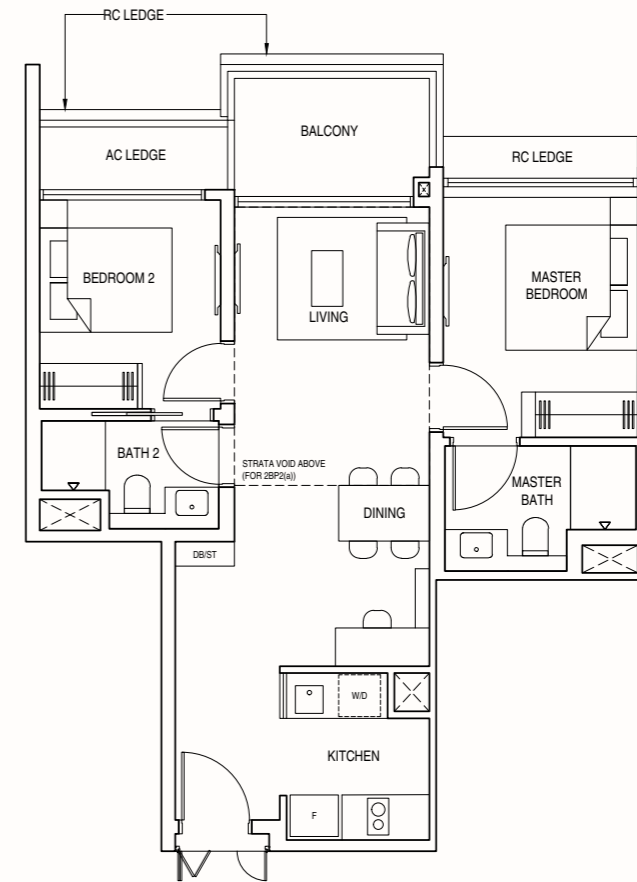 RC LEDGE
BALCONY
AC LEDGE
RC LEDGE
BEDROOM 2
LIVING
MASTER
BEDROOM
BATH 2
STRATA VOID ABOVE
(FOR 2BP2(a))
MASTER
BATH
DINING
DB/ST
W/D
KITCHEN
F